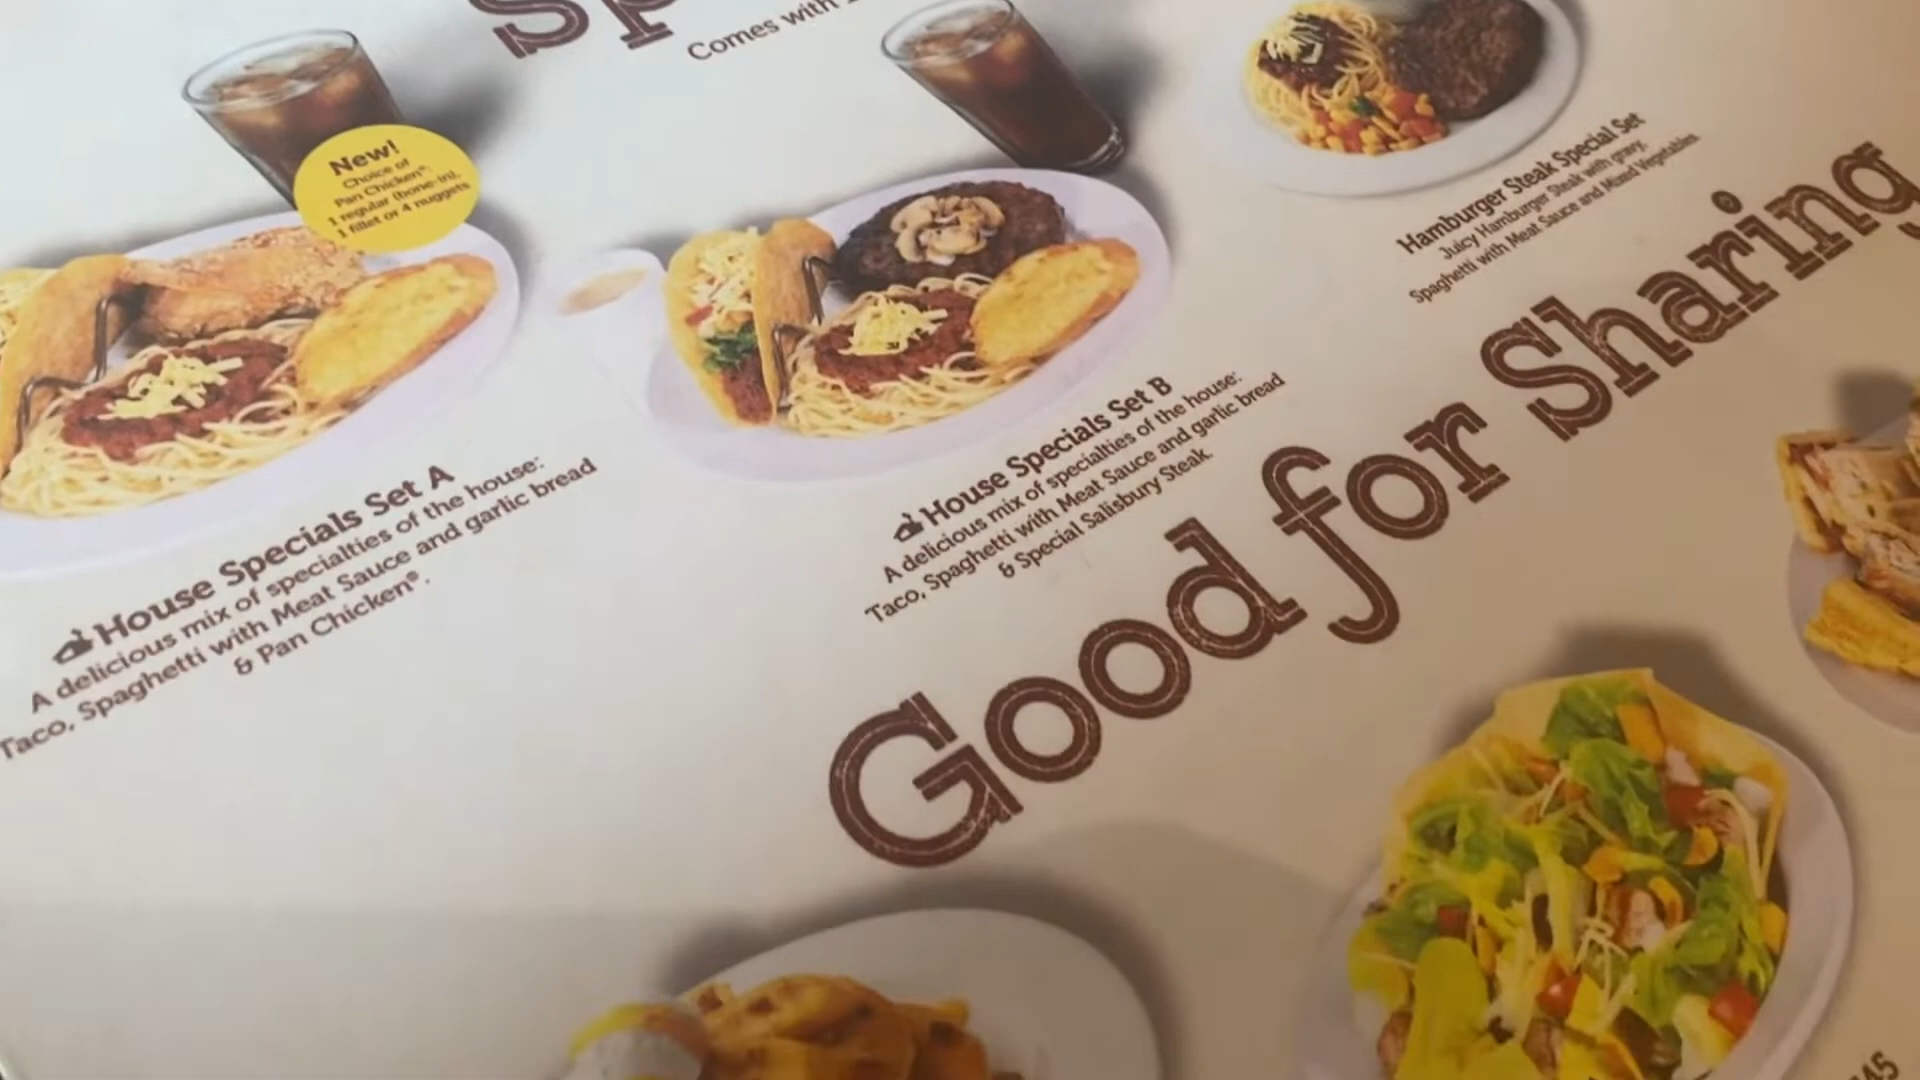 Comes with
New!
Choice of
Pan Chicken®,
1 regular (bone-in),
1 fillet or 4 nuggets
House Specials Set A
A delicious mix of specialties of the house:
Taco, Spaghetti with Meat Sauce and garlic bread
& Pan Chicken®.
House Specials Set B
A delicious mix of specialties of the house:
Taco, Spaghetti with Meat Sauce and garlic bread
& Special Salisbury Steak.
Hamburger Steak Special Set
Juicy Hamburger Steak with gravy,
Spaghetti with Meat Sauce and Mixed Vegetables
Good for Sharing